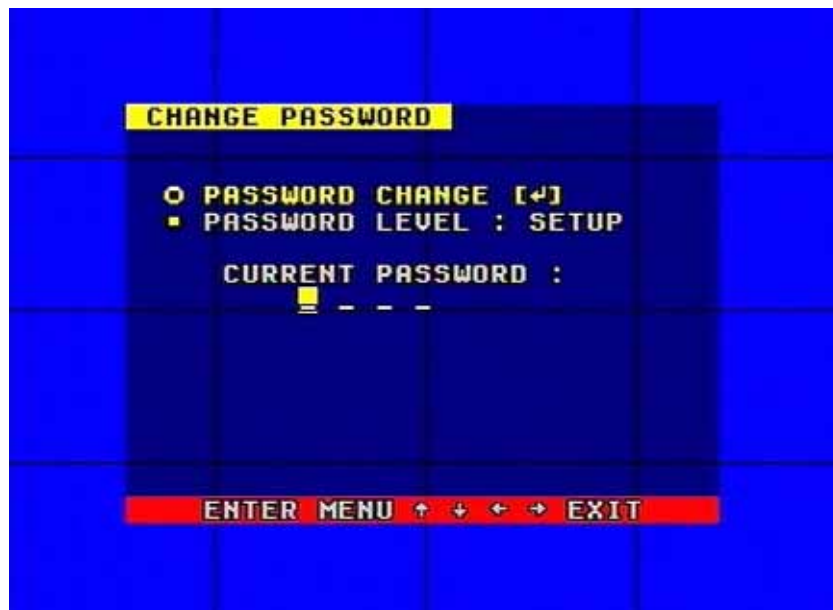 CHANGE PASSWORD
PASSWORD CHANGE [↵]
PASSWORD LEVEL : SETUP
CURRENT PASSWORD :
_ _ _ _
ENTER MENU ↑ ↓ ← → EXIT